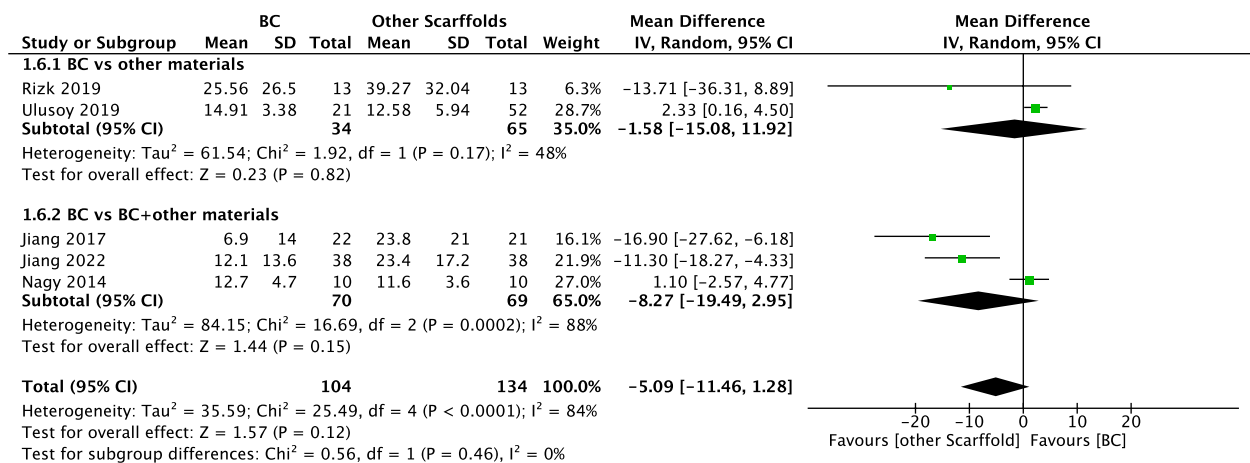 BC Other Scarffolds Mean Difference Mean Difference
Study or Subgroup Mean SD Total Mean SD Total Weight IV, Random, 95% CI IV, Random, 95% CI
1.6.1 BC vs other materials
Rizk 2019 25.56 26.5 13 39.27 32.04 13 6.3% −13.71 [−36.31, 8.89]
Ulusoy 2019 14.91 3.38 21 12.58 5.94 52 28.7% 2.33 [0.16, 4.50]
Subtotal (95% CI) 34 65 35.0% −1.58 [−15.08, 11.92]
Heterogeneity: Tau² = 61.54; Chi² = 1.92, df = 1 (P = 0.17); I² = 48%
Test for overall effect: Z = 0.23 (P = 0.82)
1.6.2 BC vs BC+other materials
Jiang 2017 6.9 14 22 23.8 21 21 16.1% −16.90 [−27.62, −6.18]
Jiang 2022 12.1 13.6 38 23.4 17.2 38 21.9% −11.30 [−18.27, −4.33]
Nagy 2014 12.7 4.7 10 11.6 3.6 10 27.0% 1.10 [−2.57, 4.77]
Subtotal (95% CI) 70 69 65.0% −8.27 [−19.49, 2.95]
Heterogeneity: Tau² = 84.15; Chi² = 16.69, df = 2 (P = 0.0002); I² = 88%
Test for overall effect: Z = 1.44 (P = 0.15)
Total (95% CI) 104 134 100.0% −5.09 [−11.46, 1.28]
Heterogeneity: Tau² = 35.59; Chi² = 25.49, df = 4 (P < 0.0001); I² = 84%
Test for overall effect: Z = 1.57 (P = 0.12)
Test for subgroup differences: Chi² = 0.56, df = 1 (P = 0.46), I² = 0%
−20 −10 0 10 20
Favours [other Scarffold] Favours [BC]